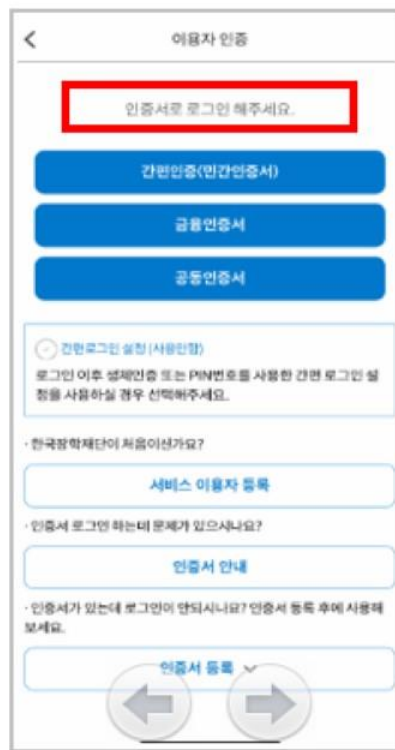 이용자 인증
인증서로 로그인 해주세요.
간편인증(민간인증서)
금융인증서
공동인증서
간편로그인 설정 (사용안함)
로그인 이후 생체인증 또는 PIN번호를 사용한 간편 로그인 설
정을 사용하실 경우 선택해주세요.
· 한국장학재단이 처음이신가요?
서비스 이용자 등록
· 인증서 로그인 하는데 문제가 있으시나요?
인증서 안내
· 인증서가 있는데 로그인이 안되시나요? 인증서 등록 후에 사용해
보세요.
인증서 등록